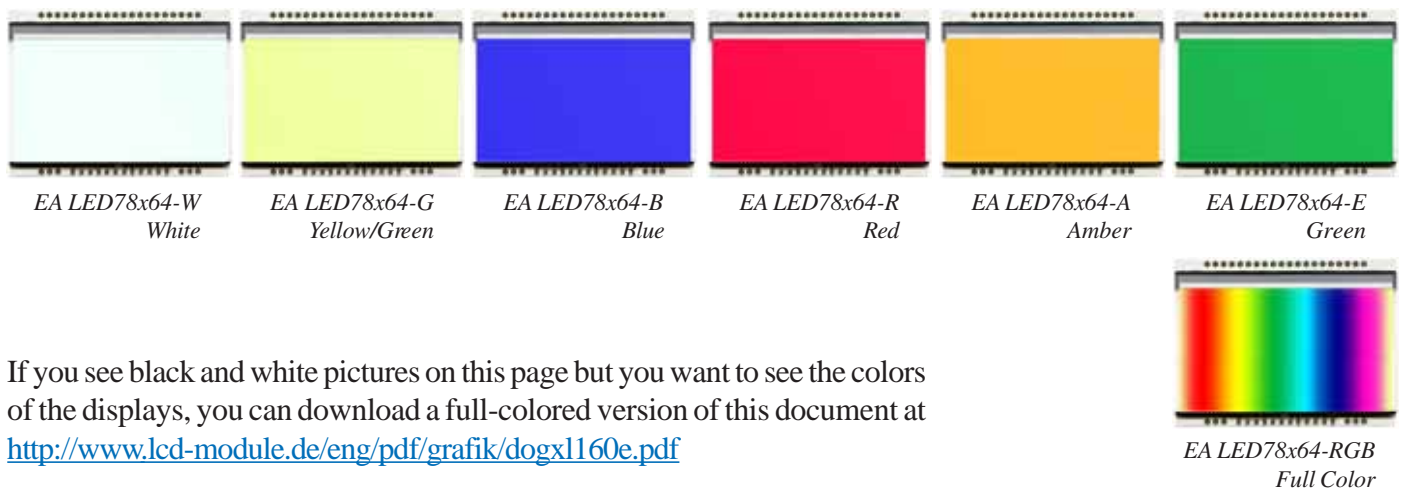 EA LED78x64-W
White
EA LED78x64-G
Yellow/Green
EA LED78x64-B
Blue
EA LED78x64-R
Red
EA LED78x64-A
Amber
EA LED78x64-E
Green
EA LED78x64-RGB
Full Color
If you see black and white pictures on this page but you want to see the colors
of the displays, you can download a full-colored version of this document at
http://www.lcd-module.de/eng/pdf/grafik/dogxl160e.pdf